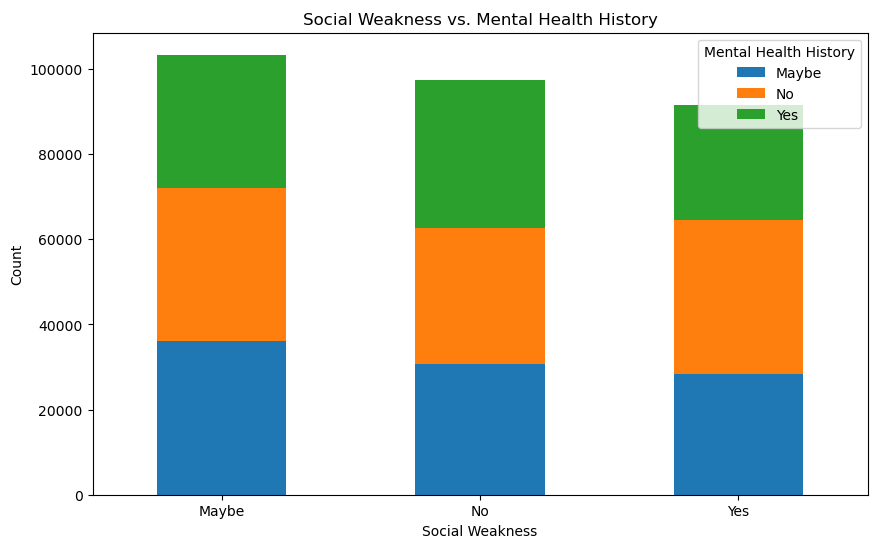 Social Weakness vs. Mental Health History
Mental Health History
Maybe
No
Yes
100000
80000
60000
40000
20000
0
Count
Maybe
No
Yes
Social Weakness